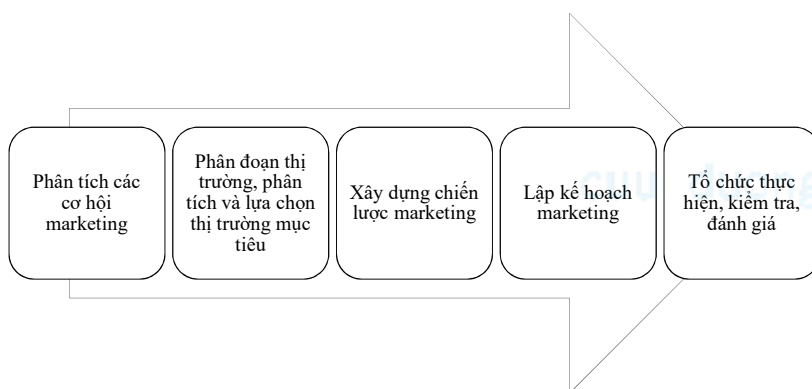 Phân tích các
cơ hội
marketing
Phân đoạn thị
trường, phân
tích và lựa chọn
thị trường mục
tiêu
Xây dựng chiến
lược marketing
Lập kế hoạch
marketing
Tổ chức thực
hiện, kiểm tra,
đánh giá